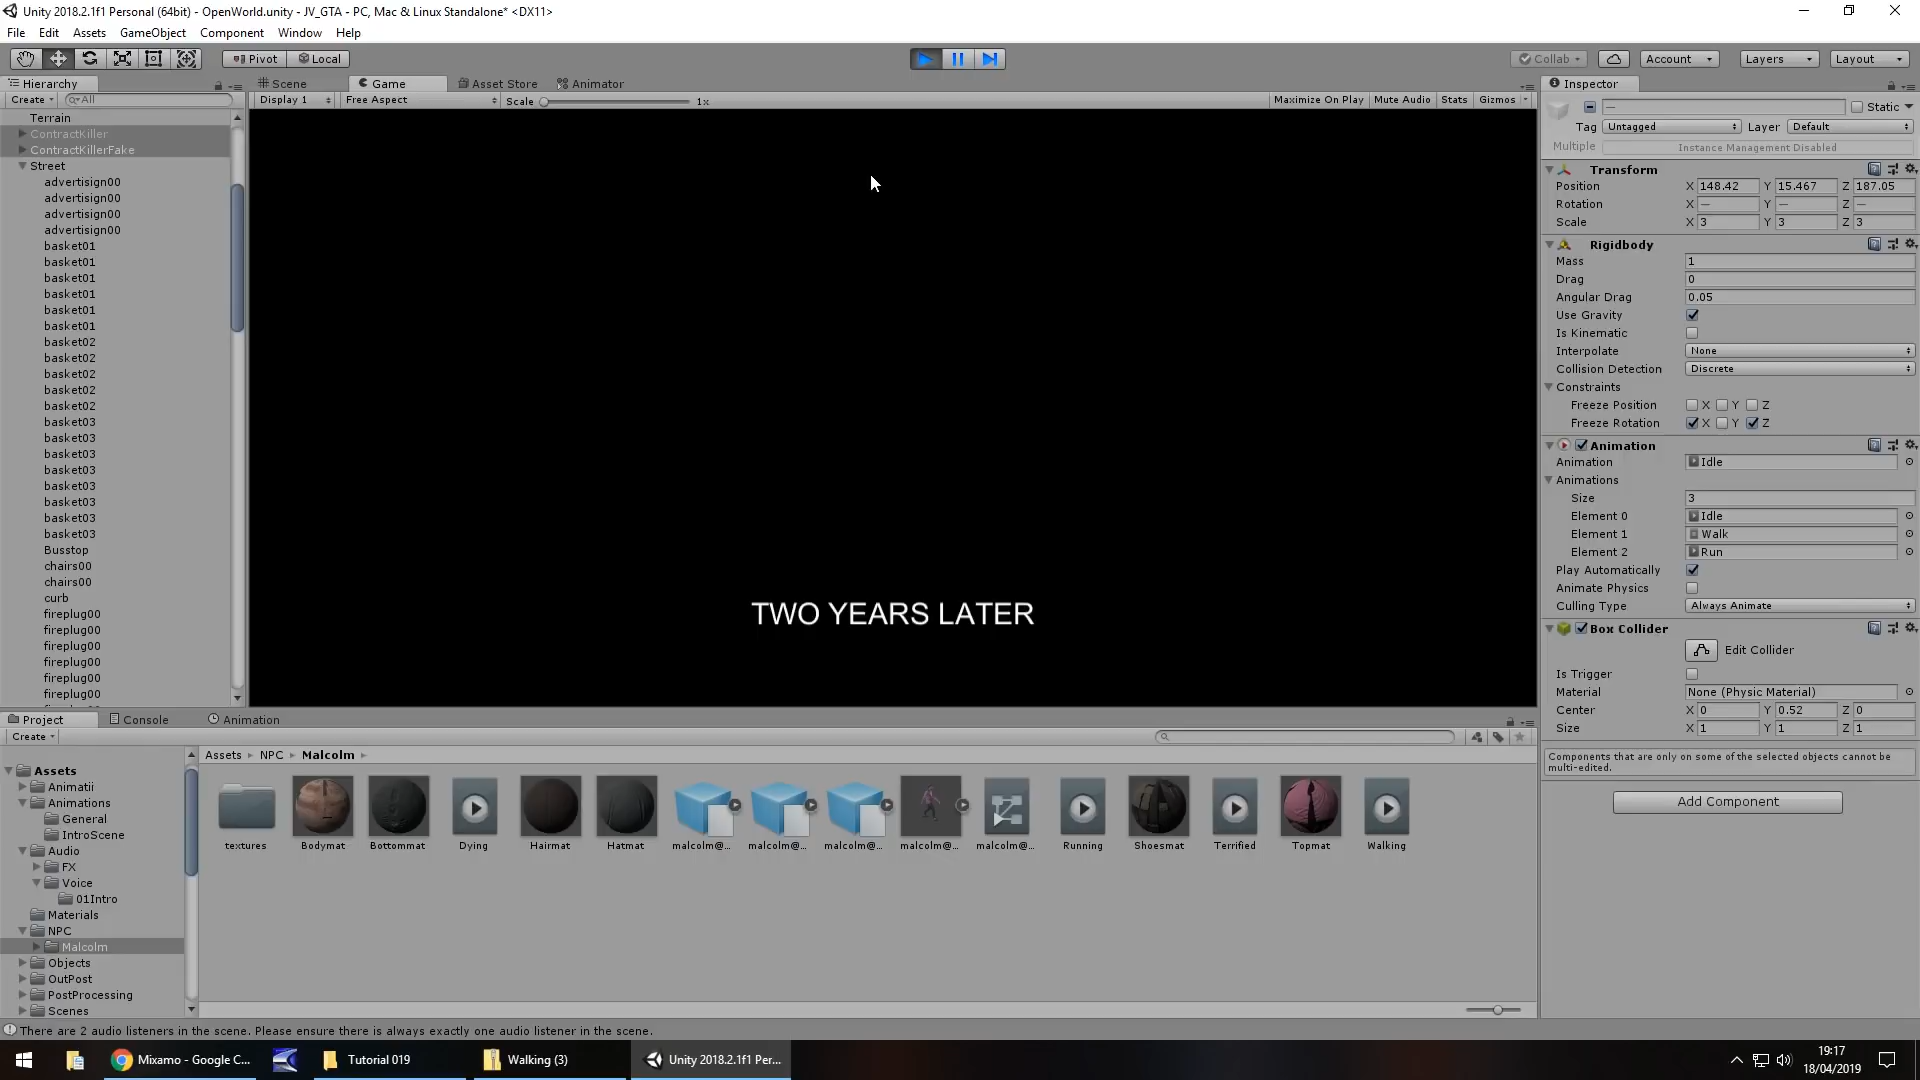 Unity 2018.2.1f1 Personal (64bit) - OpenWorld.unity - JV_GTA - PC, Mac & Linux Standalone* <DX11>
File Edit Assets GameObject Component Window Help
Pivot Local Collab Account Layers Layout
Hierarchy Scene Game Asset Store Animator Inspector
Create All Display 1 Free Aspect Scale 1x Maximize On Play Mute Audio Stats Gizmos
Static
Tag Untagged Layer Default
Multiple Instance Management Disabled
Terrain
ContractKiller
ContractKillerFake
Street
advertisign00
advertisign00
advertisign00
advertisign00
basket01
basket01
basket01
basket01
basket01
basket01
basket02
basket02
basket02
basket02
basket02
basket03
basket03
basket03
basket03
basket03
basket03
basket03
basket03
Busstop
chairs00
chairs00
curb
fireplug00
fireplug00
fireplug00
fireplug00
fireplug00
fireplug00
TWO YEARS LATER
Transform
Position X 148.42 Y 15.467 Z 187.05
Rotation X — Y — Z —
Scale X 3 Y 3 Z 3
Rigidbody
Mass 1
Drag 0
Angular Drag 0.05
Use Gravity
Is Kinematic
Interpolate None
Collision Detection Discrete
Constraints
Freeze Position X Y Z
Freeze Rotation X Y Z
Animation
Animation Idle
Animations
Size 3
Element 0 Idle
Element 1 Walk
Element 2 Run
Play Automatically
Animate Physics
Culling Type Always Animate
Box Collider
Edit Collider
Is Trigger
Material None (Physic Material)
Center X 0 Y 0.52 Z 0
Size X 1 Y 1 Z 1
Components that are only on some of the selected objects cannot be
multi-edited.
Add Component
Project Console Animation
Create
Assets NPC Malcolm
Assets
Animatii
Animations
General
IntroScene
Audio
FX
Voice
01Intro
Materials
NPC
Malcolm
Objects
OutPost
PostProcessing
Scenes
textures Bodymat Bottommat Dying Hairmat Hatmat malcolm@... malcolm@... malcolm@... malcolm@... malcolm@... Running Shoesmat Terrified Topmat Walking
There are 2 audio listeners in the scene. Please ensure there is always exactly one audio listener in the scene.
Mixamo - Google C... Tutorial 019 Walking (3) Unity 2018.2.1f1 Per...
19:17
18/04/2019